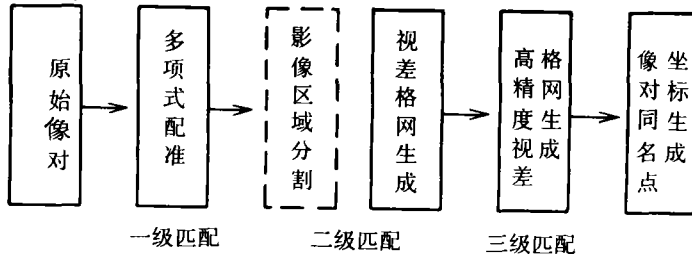 原始像对
多项式配准
影像区域分割
视差格网生成
高精度视差
格网生成
像对同名点
坐标生成
一级匹配
二级匹配
三级匹配